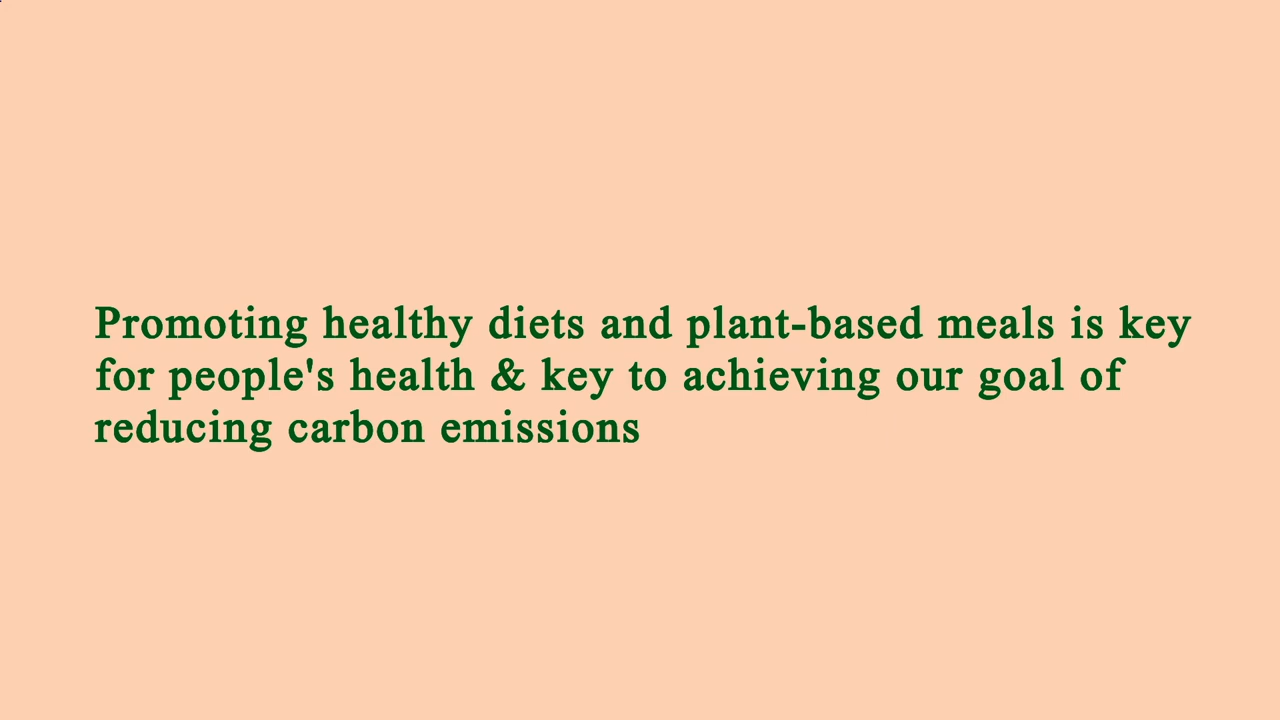 Promoting healthy diets and plant-based meals is key
for people's health & key to achieving our goal of
reducing carbon emissions